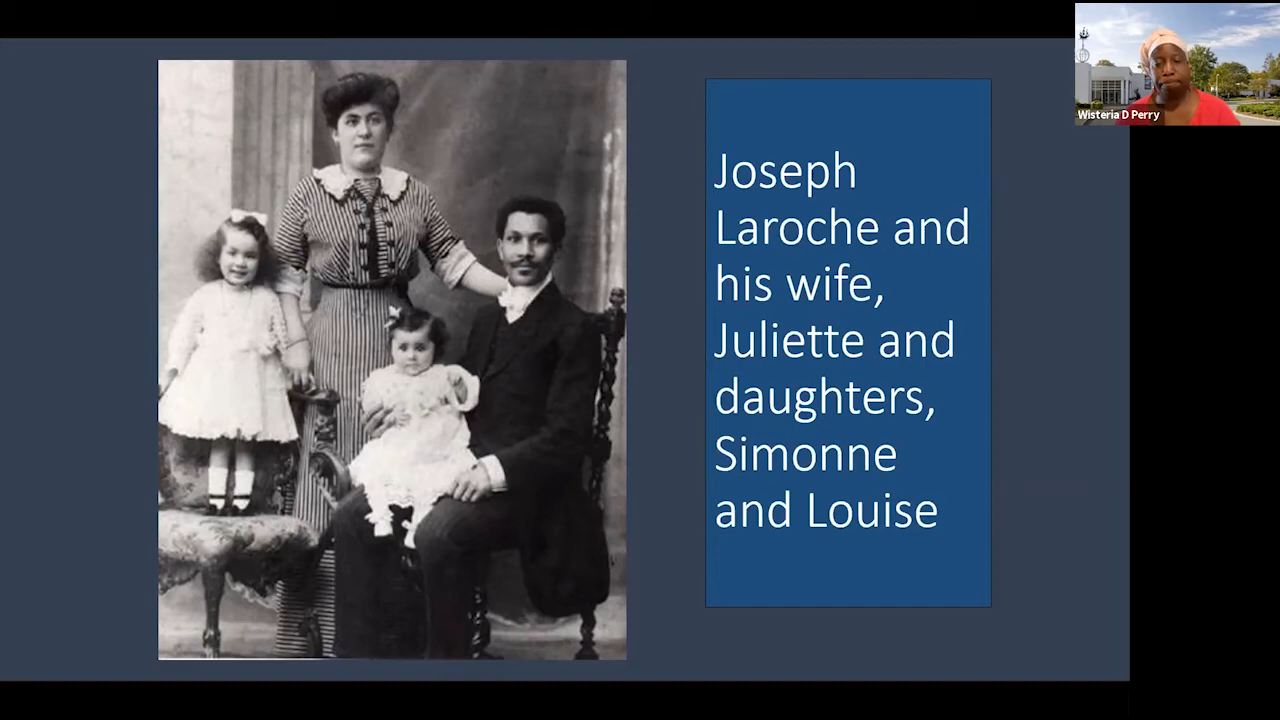 Joseph
Laroche and
his wife,
Juliette and
daughters,
Simonne
and Louise
Wisteria D Perry